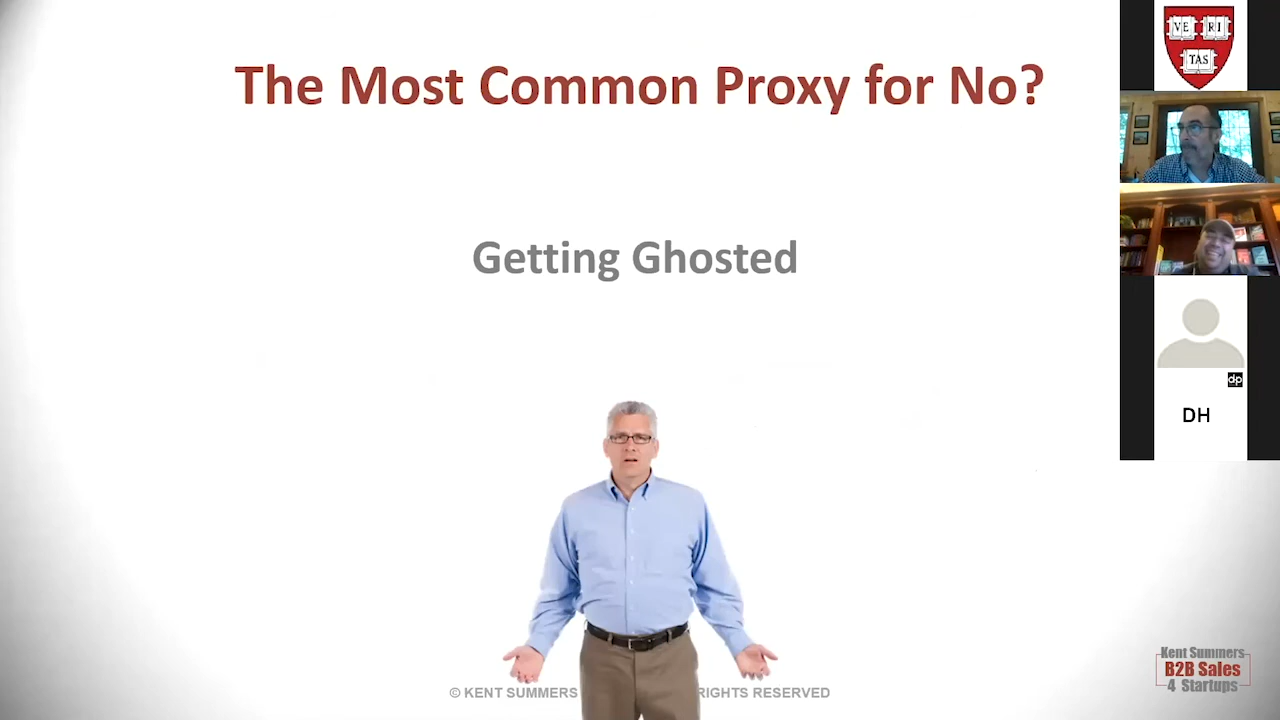 The Most Common Proxy for No?
Getting Ghosted
© KENT SUMMERS
RIGHTS RESERVED
VE RI
TAS
dp
DH
Kent Summers
B2B Sales
4 Startups